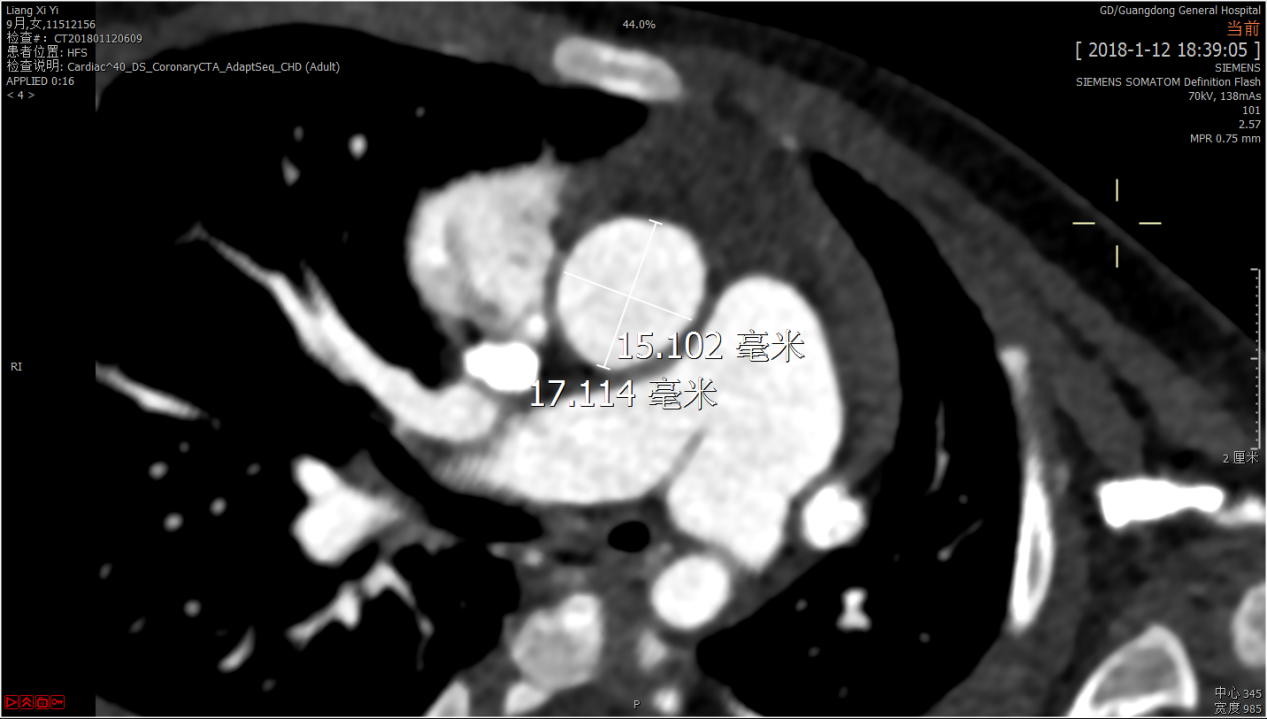 Liang Xi Yi
9月,女,11512156
检查#: CT201801120609
患者位置: HFS
检查说明: Cardiac^40_DS_CoronaryCTA_AdaptSeq_CHD (Adult)
APPLIED 0:16
< 4 >
44.0%
GD/Guangdong General Hospital
当前
[ 2018-1-12 18:39:05 ]
SIEMENS
SIEMENS SOMATOM Definition Flash
70kV, 138mAs
101
2.57
MPR 0.75 mm
RI
15.102 毫米
17.114 毫米
2 厘米
P
中心 345
宽度 985